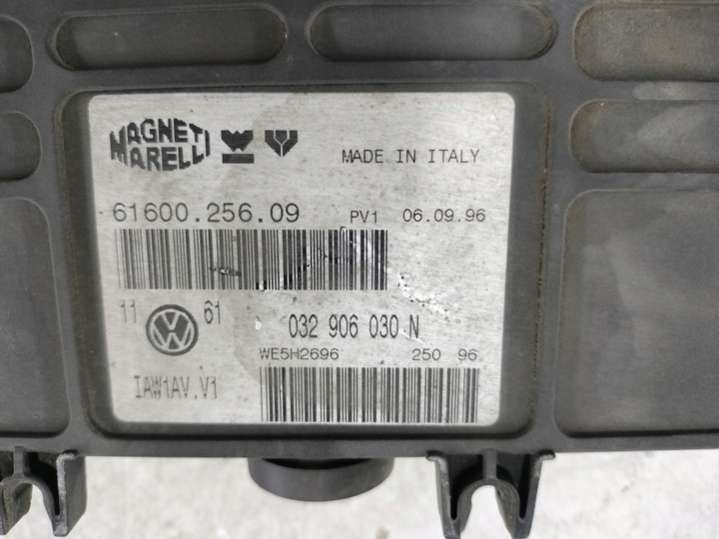 MAGNETI
MARELLI
MADE IN ITALY
61600.256.09 PV1 06.09.96
11 61
032 906 030 N
WE5H2696 250 96
IAW1AV.V1